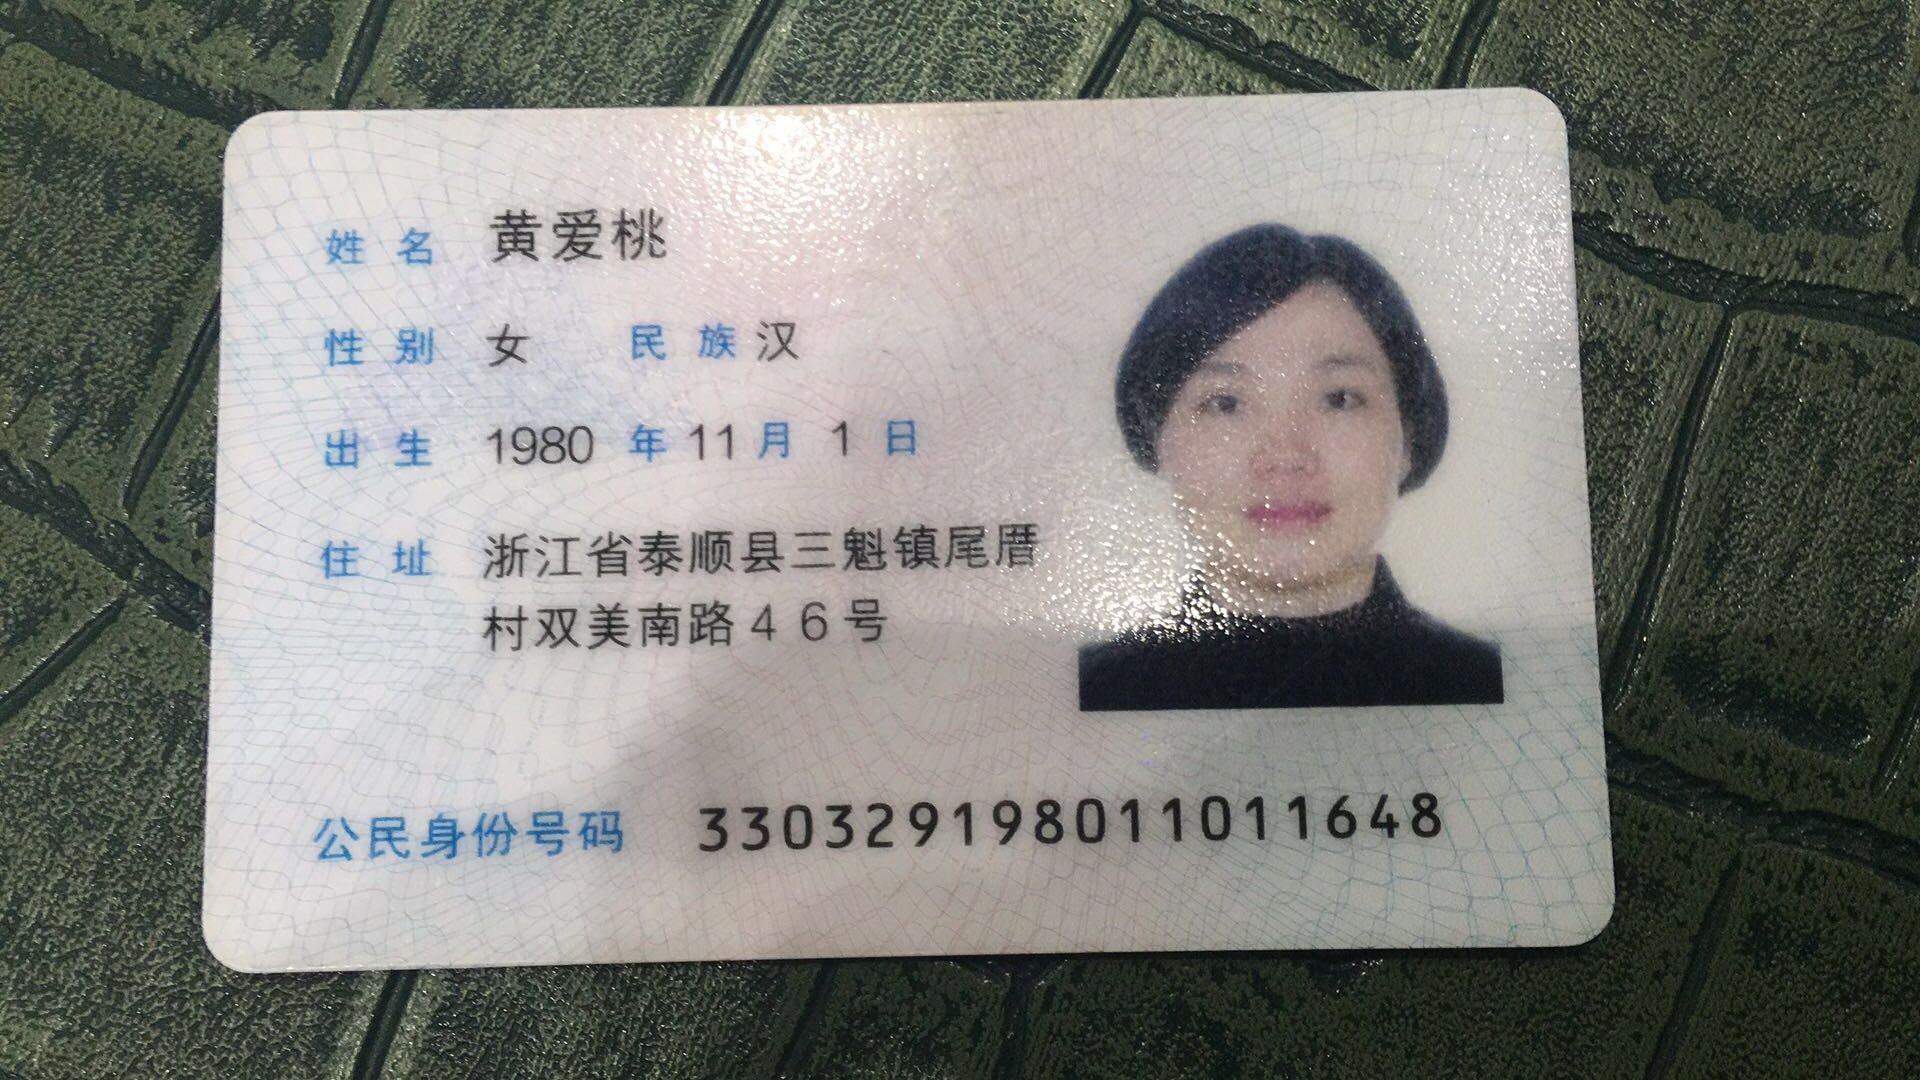 姓名 黄爱桃
性别 女 民族 汉
出生 1980 年 11 月 1 日
住址 浙江省泰顺县三魁镇尾厝
村双美南路46号
公民身份号码 330329198011011648